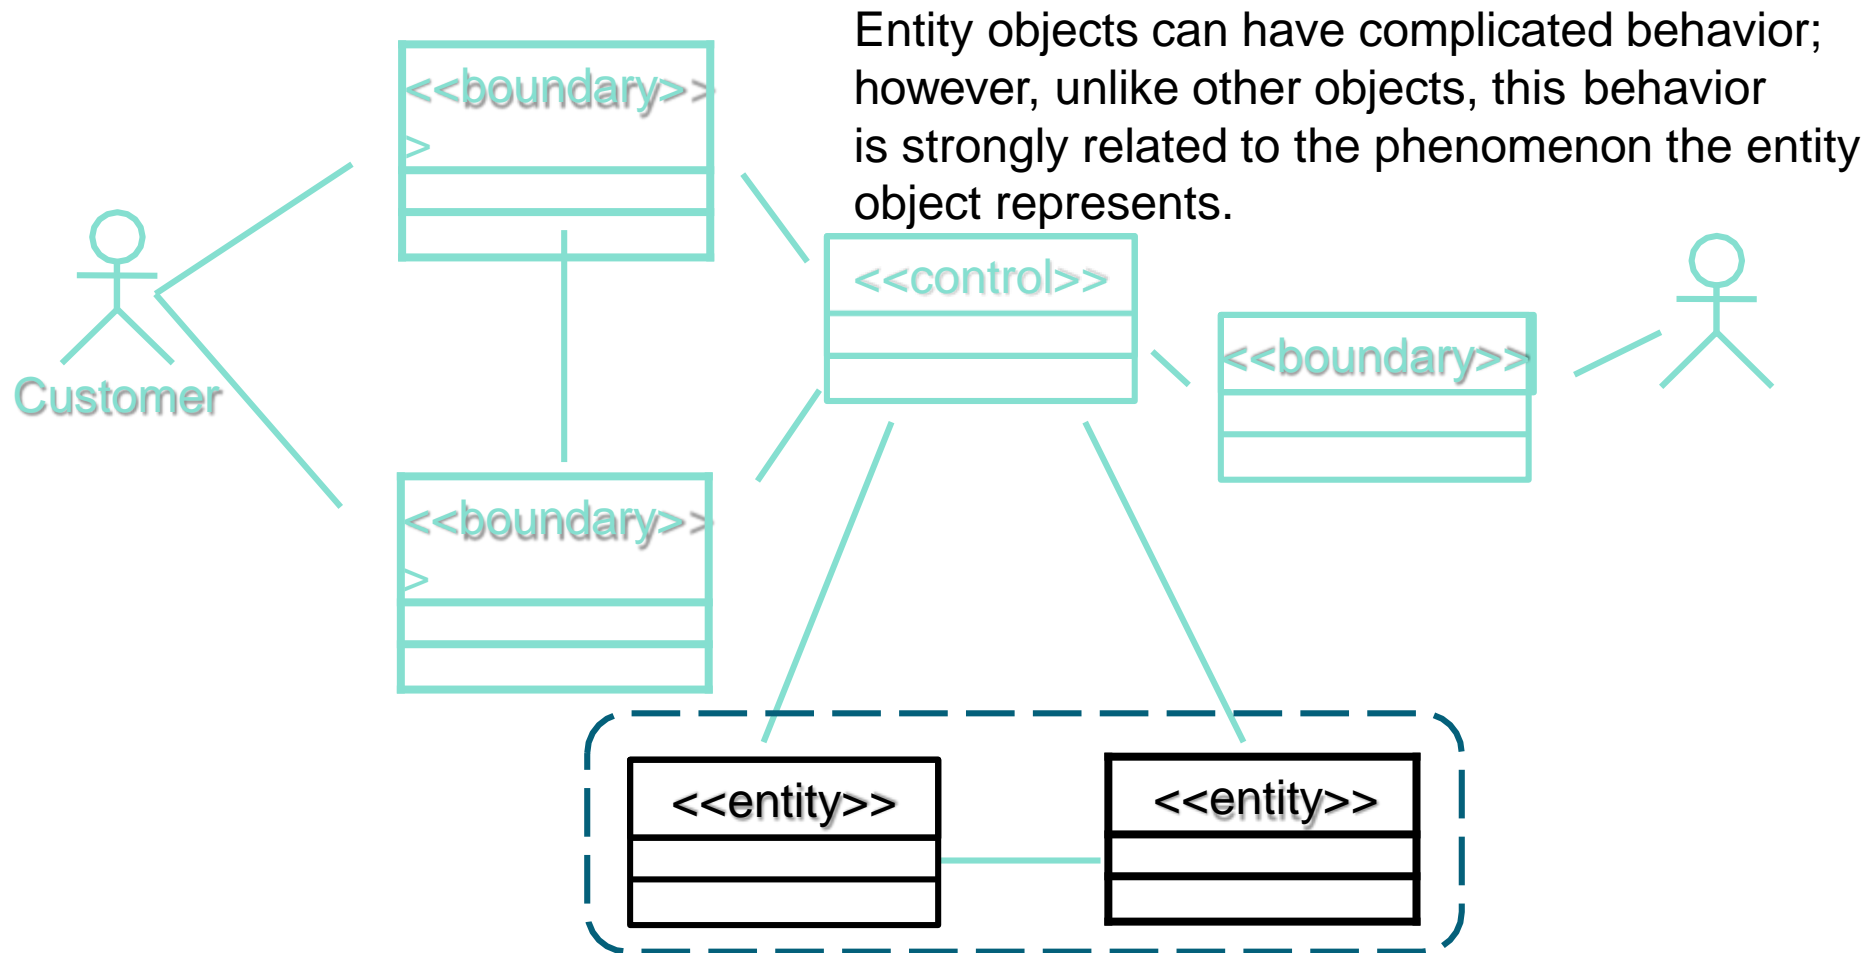 Entity objects can have complicated behavior;
however, unlike other objects, this behavior
is strongly related to the phenomenon the entity
object represents.
<<boundary>>
>
<<control>>
<<boundary>>
Customer
<<boundary>>
>
<<entity>>
<<entity>>